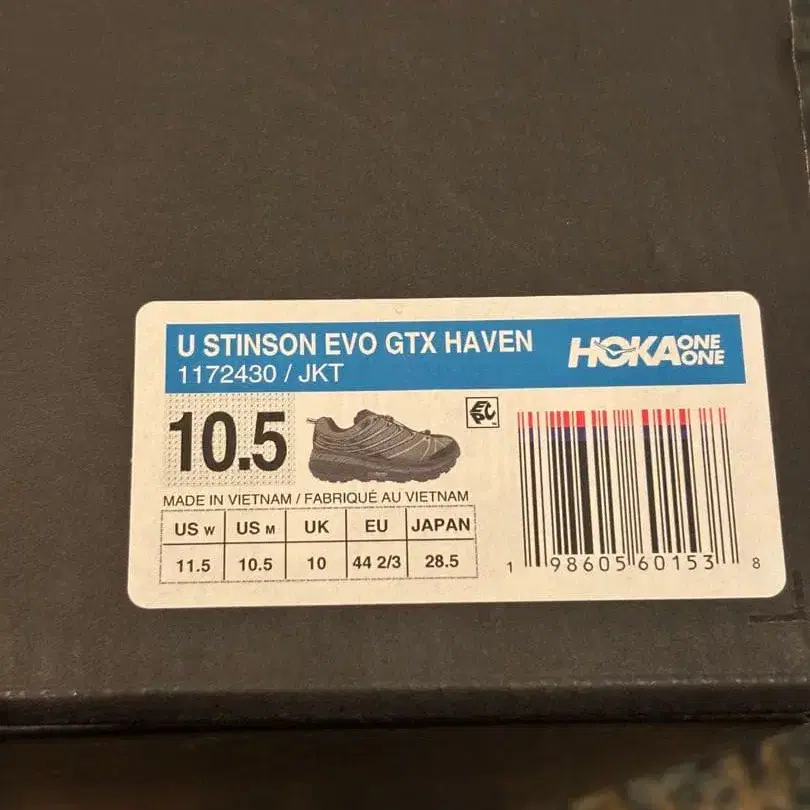 U STINSON EVO GTX HAVEN
1172430 / JKT
HOKA ONE ONE
10.5
EPC
MADE IN VIETNAM / FABRIQUÉ AU VIETNAM
US W US M UK EU JAPAN
11.5 10.5 10 44 2/3 28.5
1 98605 60153 8